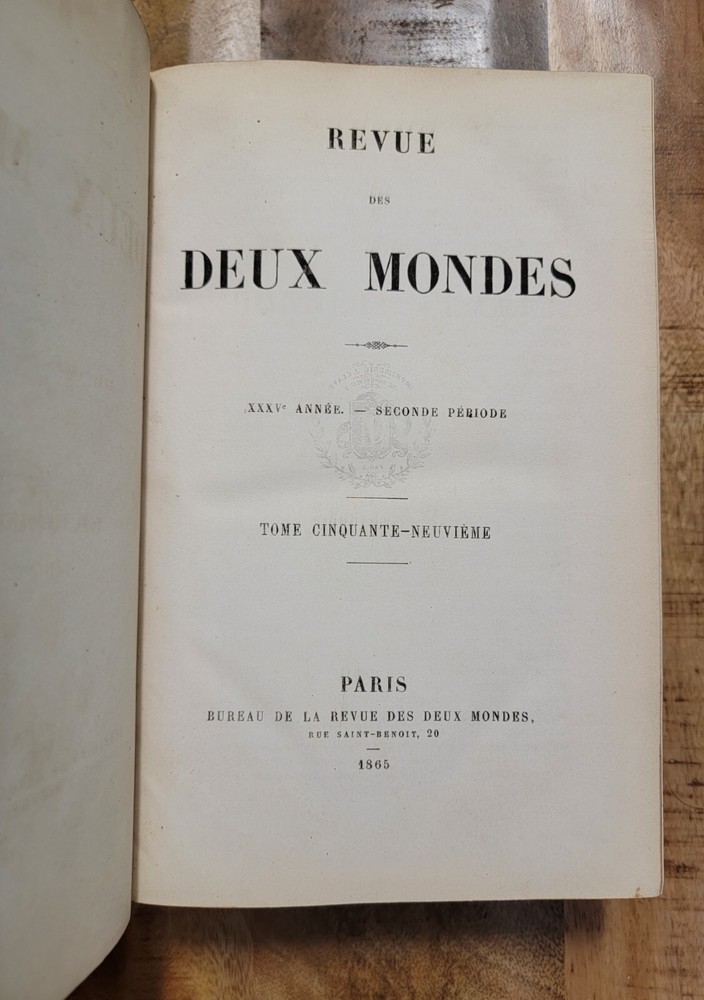 REVUE
DES
DEUX MONDES
XXXVe ANNÉE. — SECONDE PÉRIODE
TOME CINQUANTE-NEUVIÈME
PARIS
BUREAU DE LA REVUE DES DEUX MONDES,
RUE SAINT-BENOIT, 20
1865